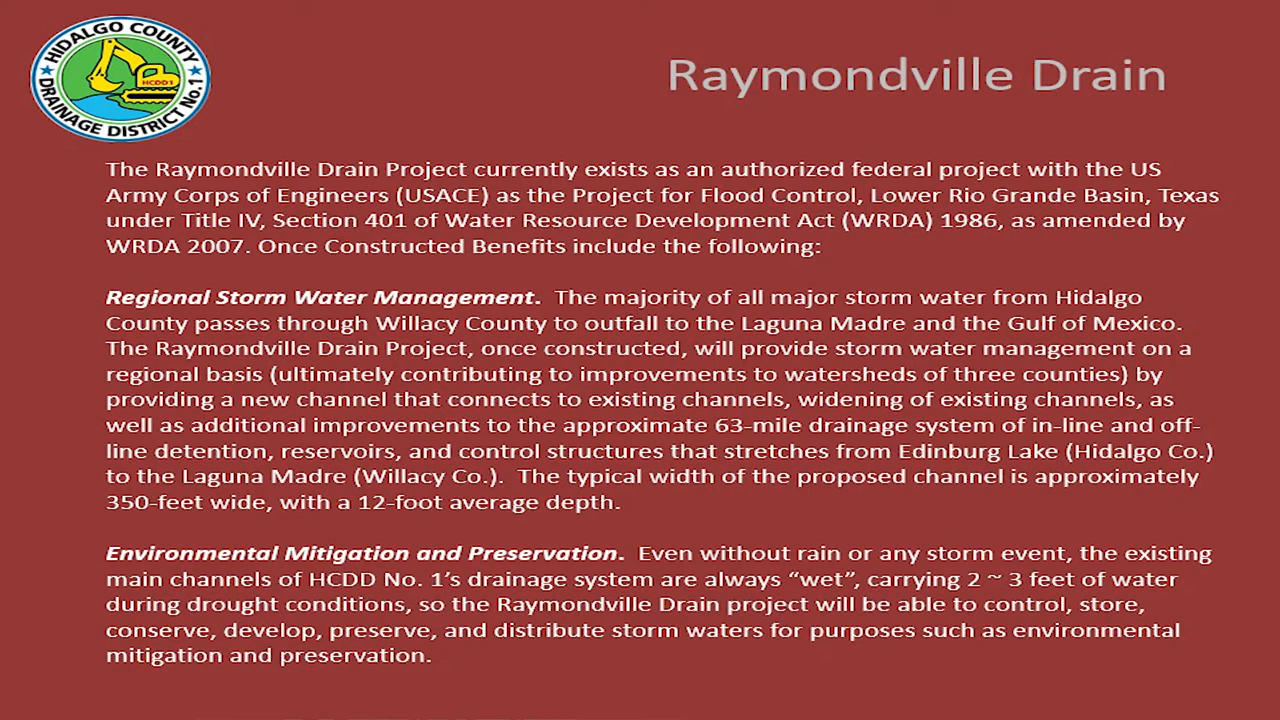 HIDALGO COUNTY
HCDD1
DRAINAGE DISTRICT No.1
Raymondville Drain
The Raymondville Drain Project currently exists as an authorized federal project with the US
Army Corps of Engineers (USACE) as the Project for Flood Control, Lower Rio Grande Basin, Texas
under Title IV, Section 401 of Water Resource Development Act (WRDA) 1986, as amended by
WRDA 2007. Once Constructed Benefits include the following:
Regional Storm Water Management. The majority of all major storm water from Hidalgo
County passes through Willacy County to outfall to the Laguna Madre and the Gulf of Mexico.
The Raymondville Drain Project, once constructed, will provide storm water management on a
regional basis (ultimately contributing to improvements to watersheds of three counties) by
providing a new channel that connects to existing channels, widening of existing channels, as
well as additional improvements to the approximate 63-mile drainage system of in-line and off-
line detention, reservoirs, and control structures that stretches from Edinburg Lake (Hidalgo Co.)
to the Laguna Madre (Willacy Co.). The typical width of the proposed channel is approximately
350-feet wide, with a 12-foot average depth.
Environmental Mitigation and Preservation. Even without rain or any storm event, the existing
main channels of HCDD No. 1’s drainage system are always “wet”, carrying 2 ~ 3 feet of water
during drought conditions, so the Raymondville Drain project will be able to control, store,
conserve, develop, preserve, and distribute storm waters for purposes such as environmental
mitigation and preservation.